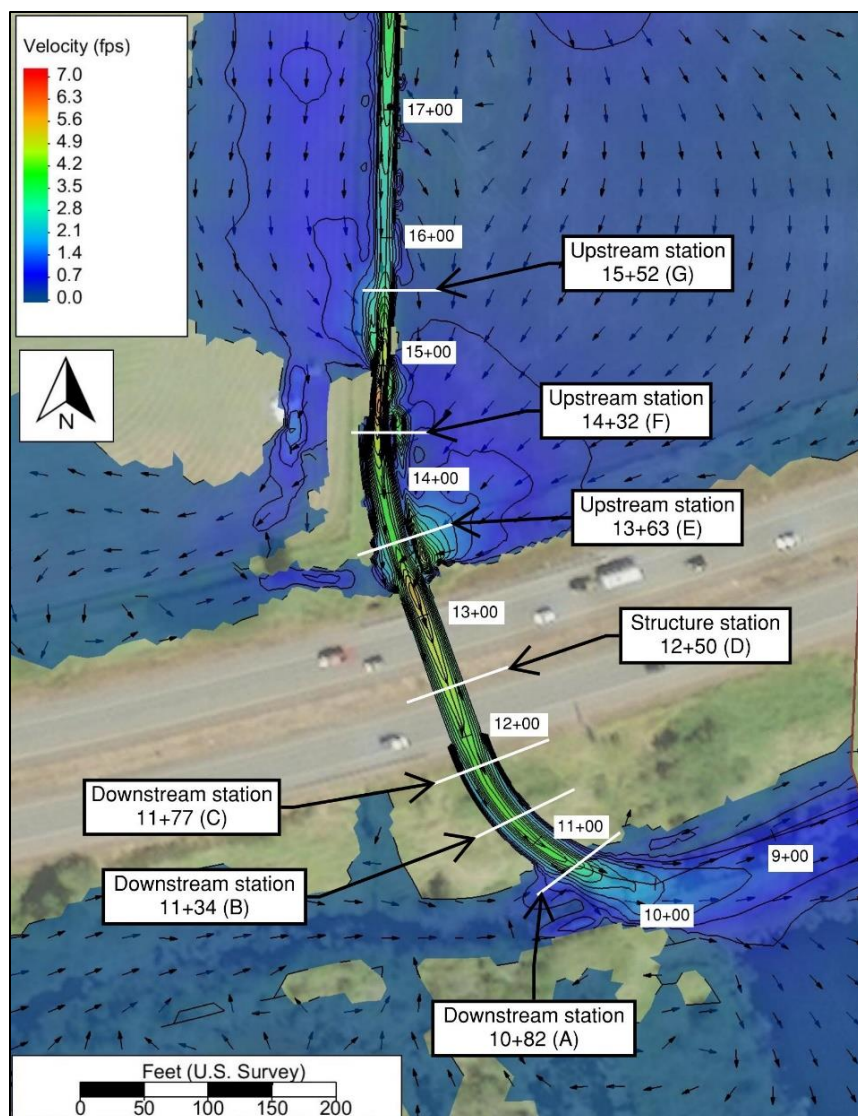 Velocity (fps)
7.0
6.3
5.6
4.9
4.2
3.5
2.8
2.1
1.4
0.7
0.0
N
17+00
16+00
Upstream station
15+52 (G)
15+00
Upstream station
14+32 (F)
14+00
Upstream station
13+63 (E)
13+00
Structure station
12+50 (D)
12+00
Downstream station
11+77 (C)
11+00
9+00
Downstream station
11+34 (B)
10+00
Downstream station
10+82 (A)
Feet (U.S. Survey)
0 50 100 150 200